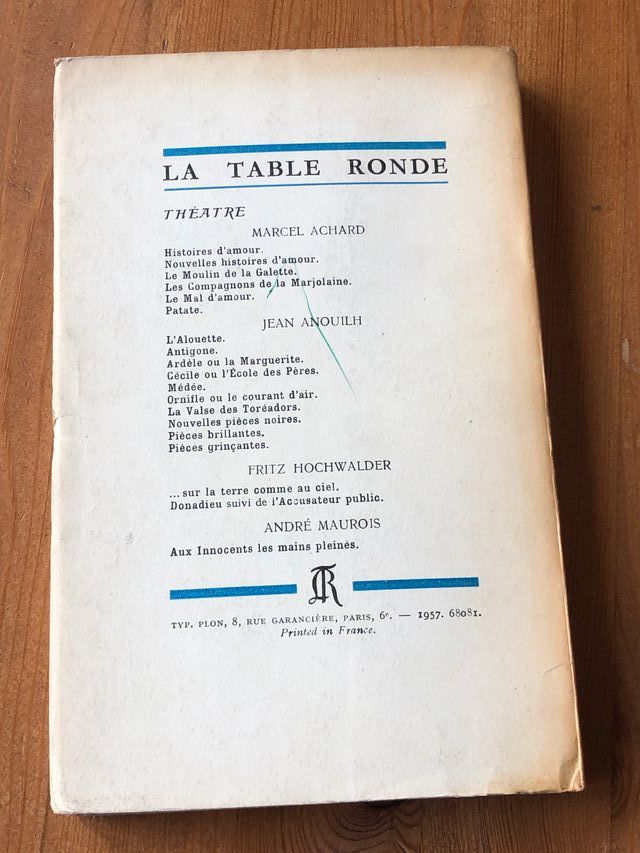 LA TABLE RONDE
THÉATRE
MARCEL ACHARD
Histoires d'amour.
Nouvelles histoires d'amour.
Le Moulin de la Galette.
Les Compagnons de la Marjolaine.
Le Mal d'amour.
Patate.
JEAN ANOUILH
L'Alouette.
Antigone.
Ardèle ou la Marguerite.
Cécile ou l'École des Pères.
Médée.
Ornifle ou le courant d'air.
La Valse des Toréadors.
Nouvelles pièces noires.
Pièces brillantes.
Pièces grinçantes.
FRITZ HOCHWALDER
...sur la terre comme au ciel.
Donadieu suivi de l'Accusateur public.
ANDRÉ MAUROIS
Aux Innocents les mains pleines.
TR
TYP. PLON, 8, RUE GARANCIÈRE, PARIS, 6e. — 1957. 68081.
Printed in France.